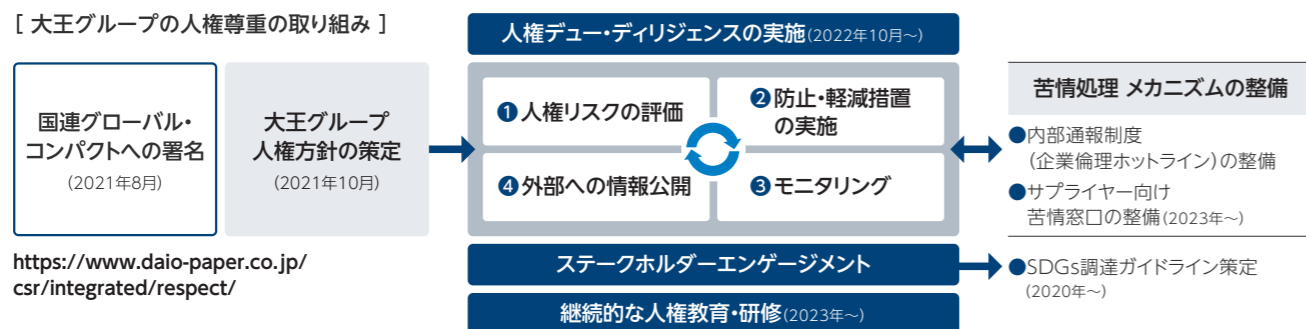 [ 大王グループの人権尊重の取り組み ]
国連グローバル・
コンパクトへの署名
(2021年8月)
大王グループ
人権方針の策定
(2021年10月)
https://www.daio-paper.co.jp/
csr/integrated/respect/
人権デュー・ディリジェンスの実施(2022年10月~)
❶人権リスクの評価
❷防止・軽減措置
の実施
❹外部への情報公開
❸モニタリング
ステークホルダーエンゲージメント
継続的な人権教育・研修(2023年~)
苦情処理 メカニズムの整備
●内部通報制度
(企業倫理ホットライン)の整備
●サプライヤー向け
苦情窓口の整備(2023年~)
●SDGs調達ガイドライン策定
(2020年~)